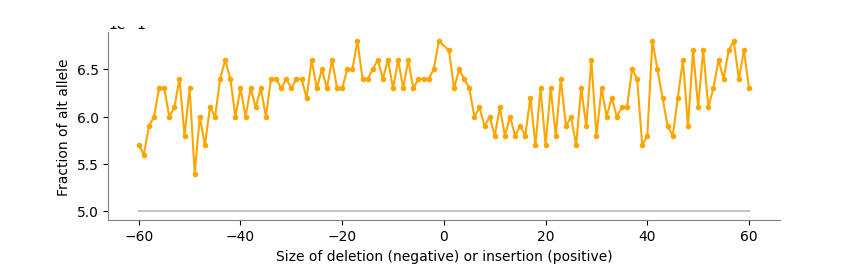 Fraction of alt allele
6.5
6.0
5.5
5.0
−60 −40 −20 0 20 40 60
Size of deletion (negative) or insertion (positive)